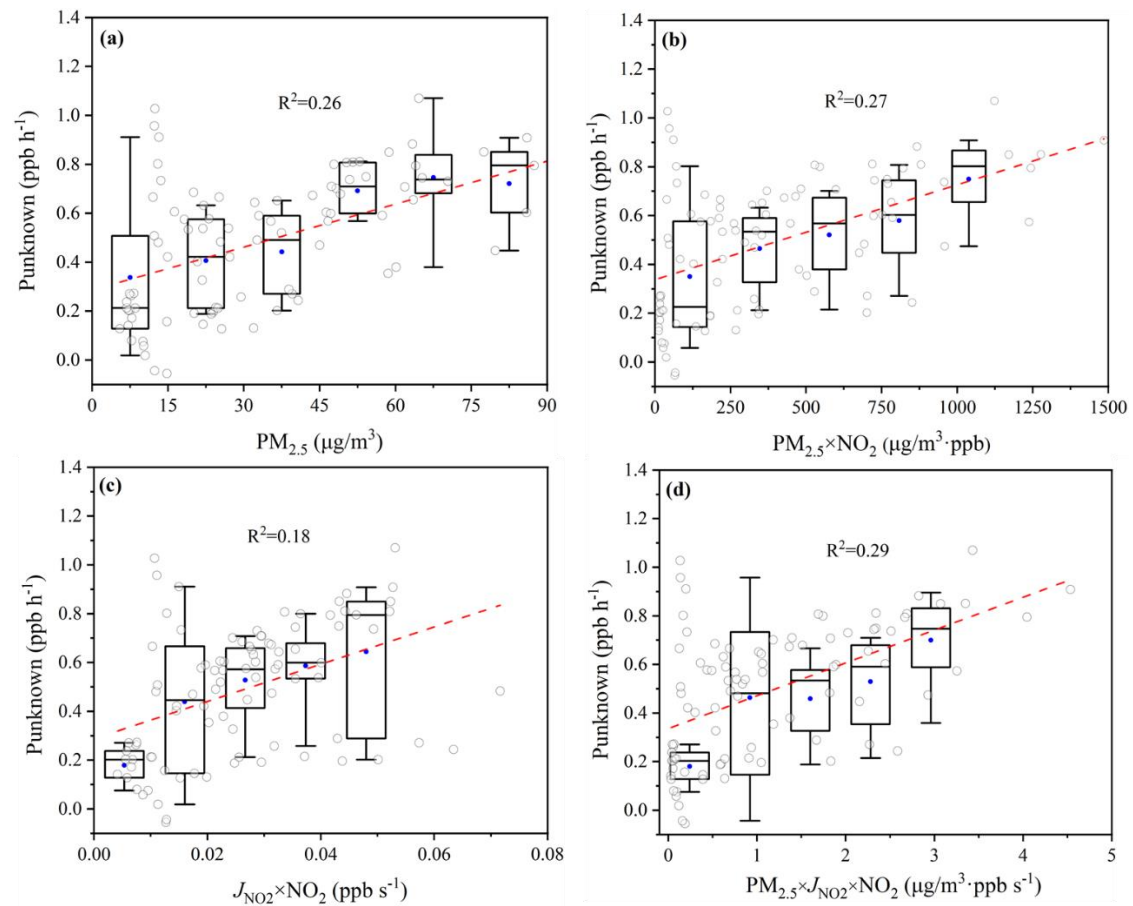 (a)
R²=0.26
1.4
1.2
1.0
0.8
0.6
0.4
0.2
0.0
Punknown (ppb h⁻¹)
0 15 30 45 60 75 90
PM₂.₅ (μg/m³)
(b)
R²=0.27
1.4
1.2
1.0
0.8
0.6
0.4
0.2
0.0
Punknown (ppb h⁻¹)
0 250 500 750 1000 1250 1500
PM₂.₅×NO₂ (μg/m³·ppb)
(c)
R²=0.18
1.4
1.2
1.0
0.8
0.6
0.4
0.2
0.0
Punknown (ppb h⁻¹)
0.00 0.02 0.04 0.06 0.08
J_NO2×NO₂ (ppb s⁻¹)
(d)
R²=0.29
1.4
1.2
1.0
0.8
0.6
0.4
0.2
0.0
Punknown (ppb h⁻¹)
0 1 2 3 4 5
PM₂.₅×J_NO2×NO₂ (μg/m³·ppb s⁻¹)